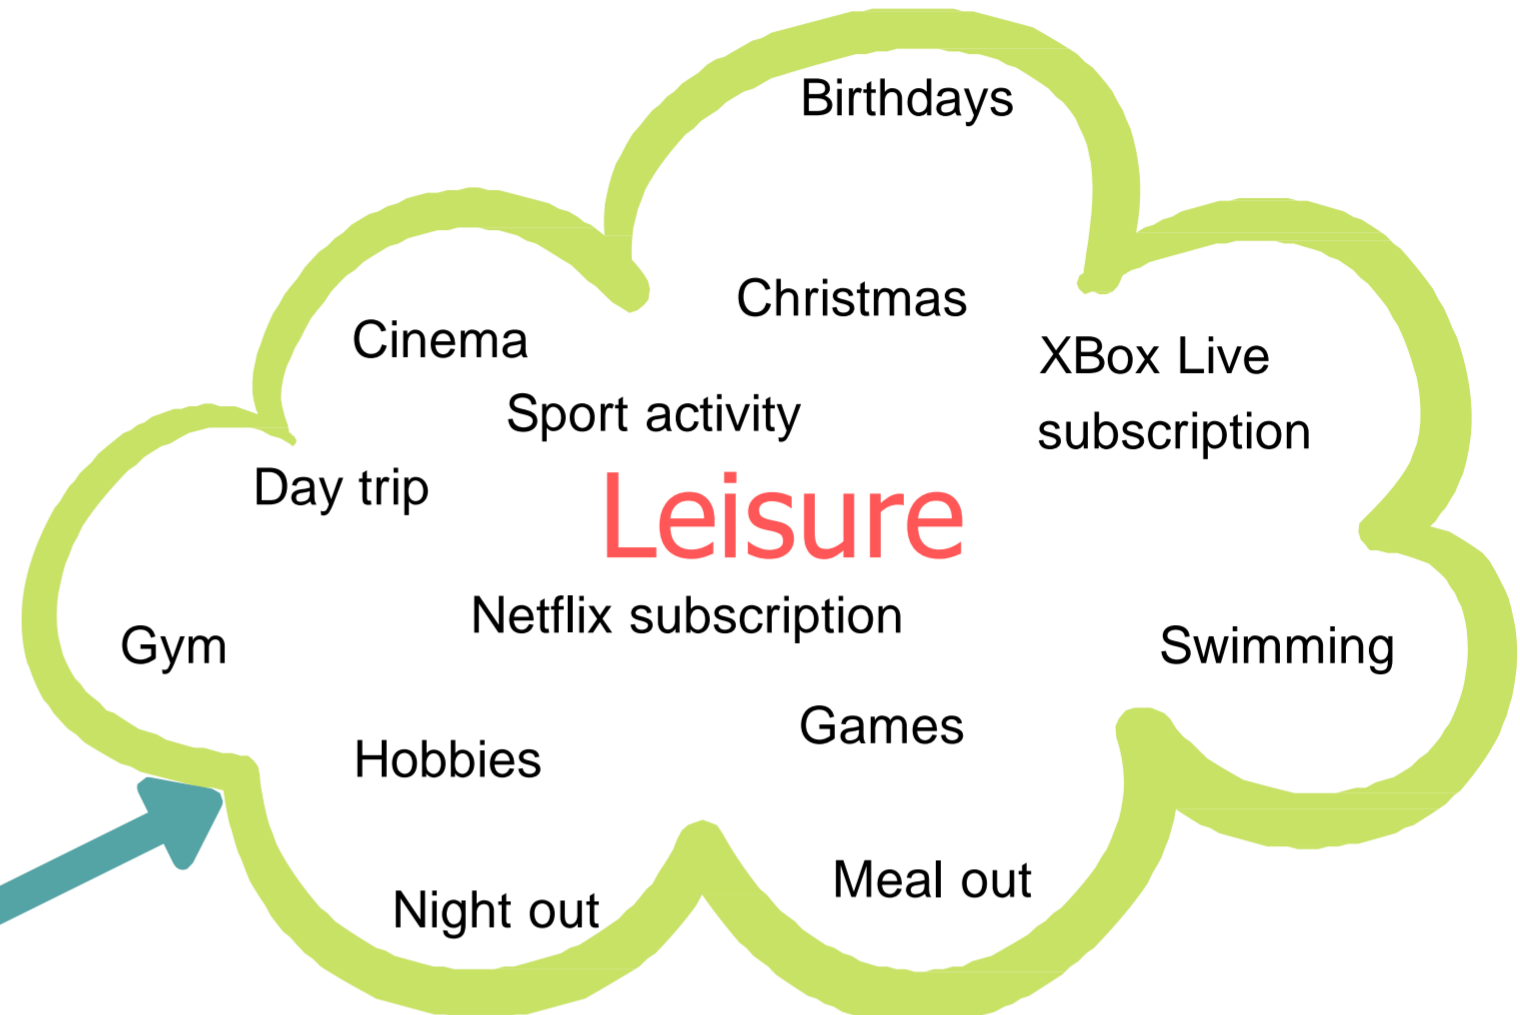 Birthdays
Christmas
Cinema
XBox Live
subscription
Sport activity
Day trip
Leisure
Netflix subscription
Gym
Swimming
Games
Hobbies
Meal out
Night out